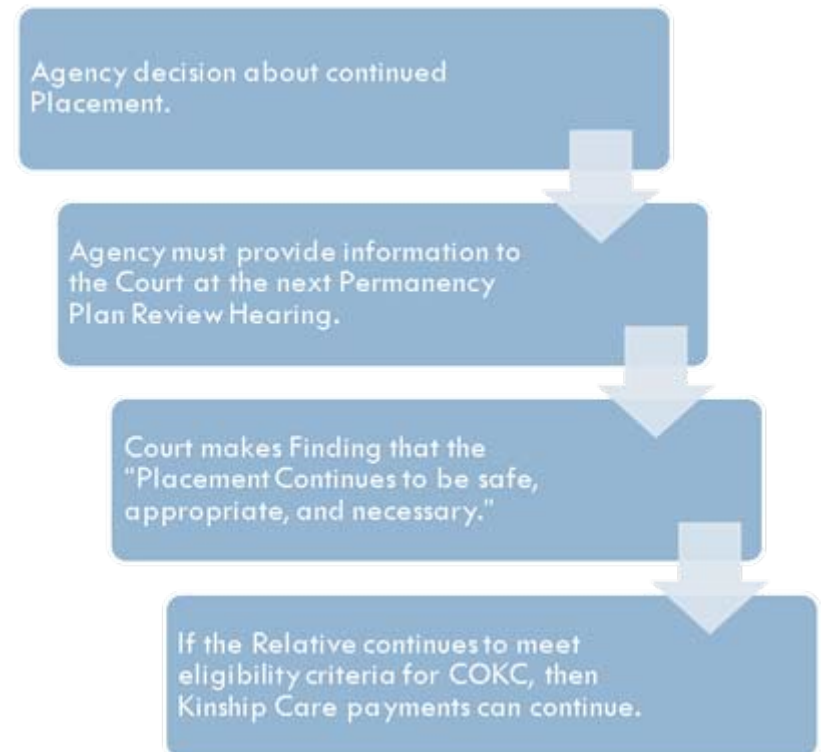 Agency decision about continued
Placement.
Agency must provide information to
the Court at the next Permanency
Plan Review Hearing.
Court makes Finding that the
"Placement Continues to be safe,
appropriate, and necessary."
If the Relative continues to meet
eligibility criteria for COKC, then
Kinship Care payments can continue.